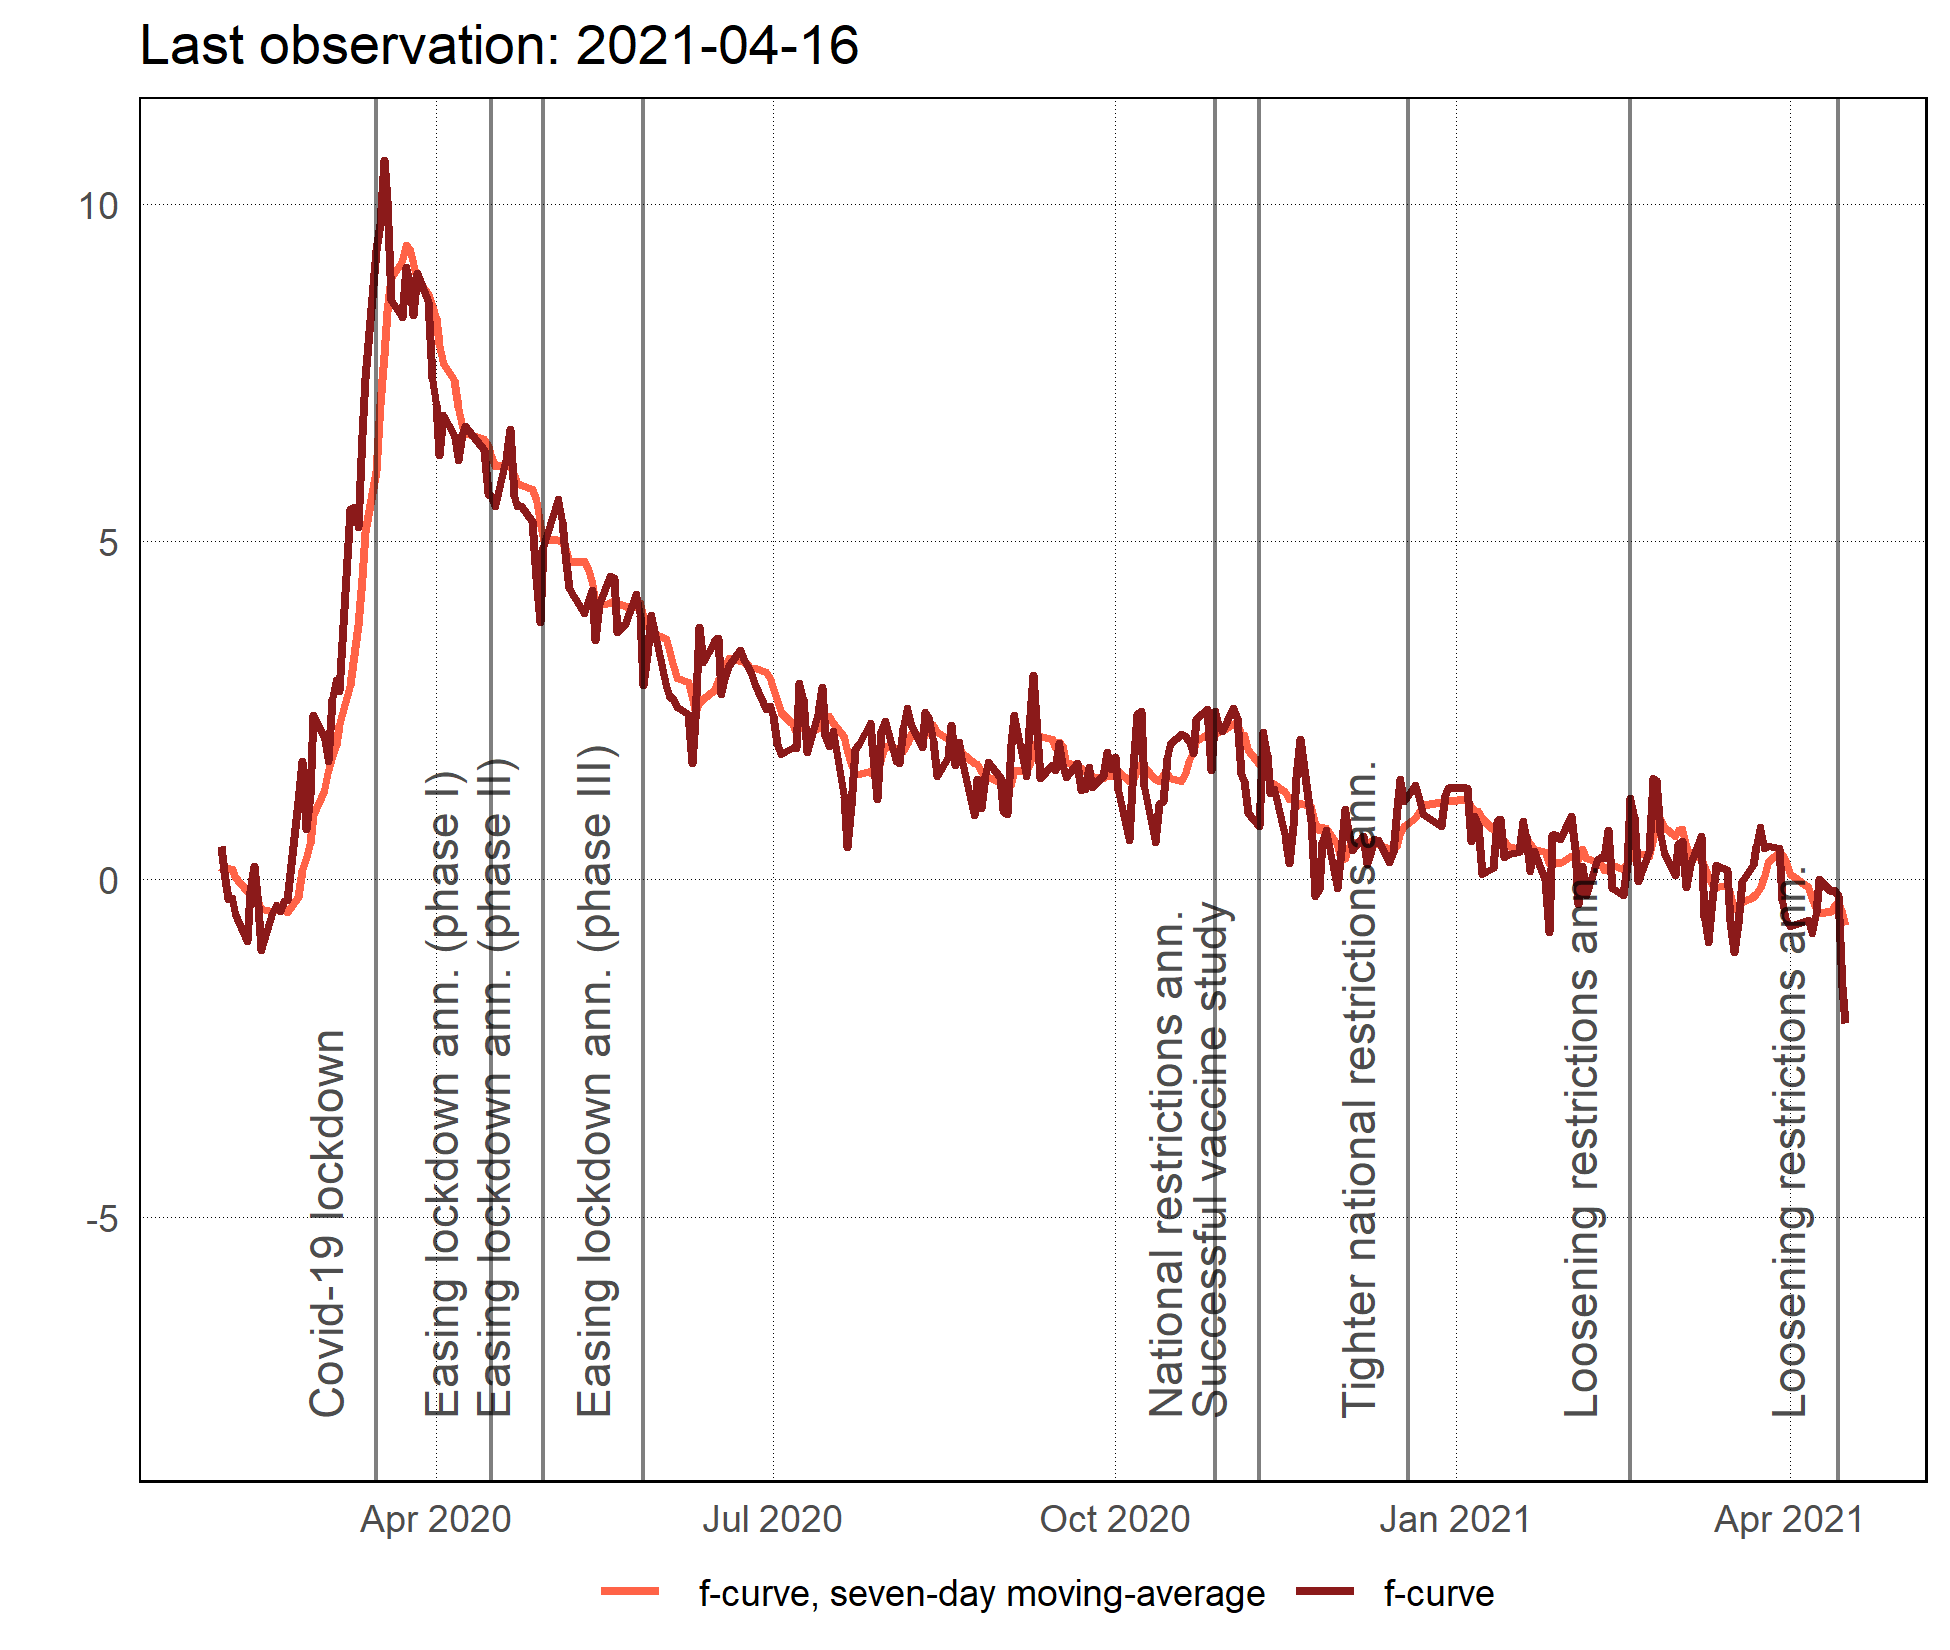 Last observation: 2021-04-16
10
5
0
-5
Covid-19 lockdown
Easing lockdown ann. (phase I)
Easing lockdown ann. (phase II)
Easing lockdown ann. (phase III)
National restrictions ann.
Successful vaccine study
Tighter national restrictions ann.
Loosening restrictions ann.
Loosening restrictions ann.
Apr 2020 Jul 2020 Oct 2020 Jan 2021 Apr 2021
f-curve, seven-day moving-average f-curve